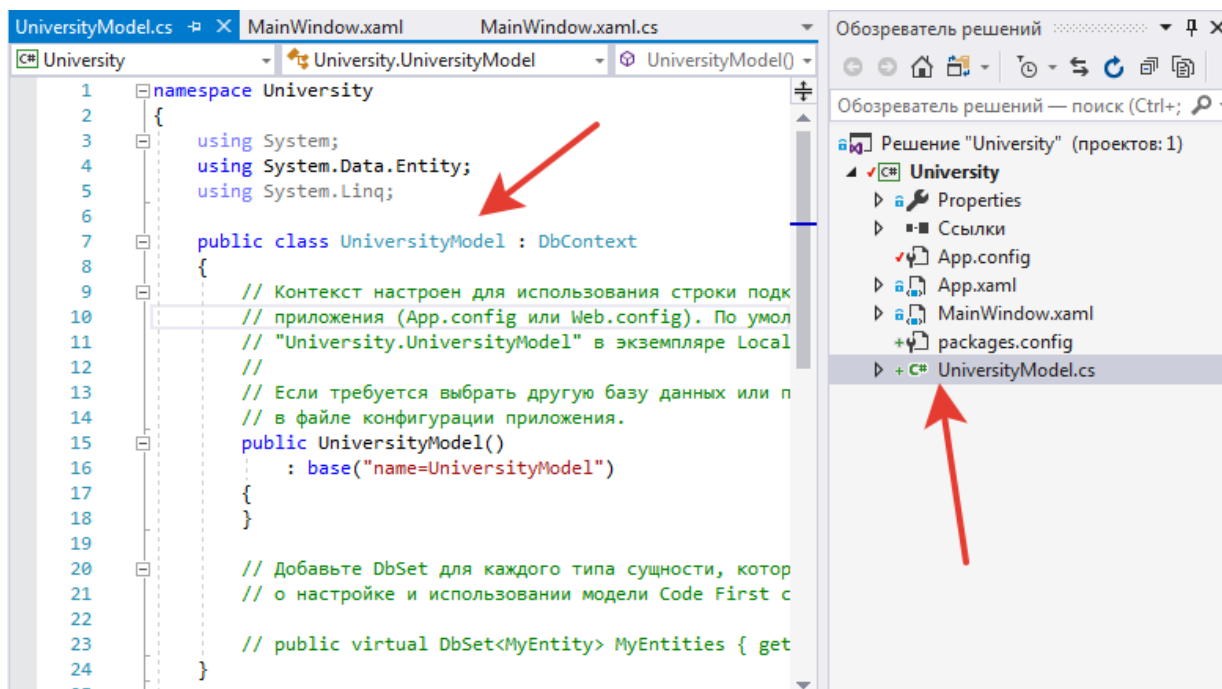 UniversityModel.cs MainWindow.xaml MainWindow.xaml.cs
C# University University.UniversityModel UniversityModel()
1 namespace University
2 {
3 using System;
4 using System.Data.Entity;
5 using System.Linq;
6
7 public class UniversityModel : DbContext
8 {
9 // Контекст настроен для использования строки подк
10 // приложения (App.config или Web.config). По умол
11 // "University.UniversityModel" в экземпляре Local
12 //
13 // Если требуется выбрать другую базу данных или п
14 // в файле конфигурации приложения.
15 public UniversityModel()
16 : base("name=UniversityModel")
17 {
18 }
19
20 // Добавьте DbSet для каждого типа сущности, котор
21 // о настройке и использовании модели Code First с
22
23 // public virtual DbSet<MyEntity> MyEntities { get
24 }
Обозреватель решений
Обозреватель решений — поиск (Ctrl+;
Решение "University" (проектов: 1)
C# University
Properties
Ссылки
App.config
App.xaml
MainWindow.xaml
packages.config
C# UniversityModel.cs